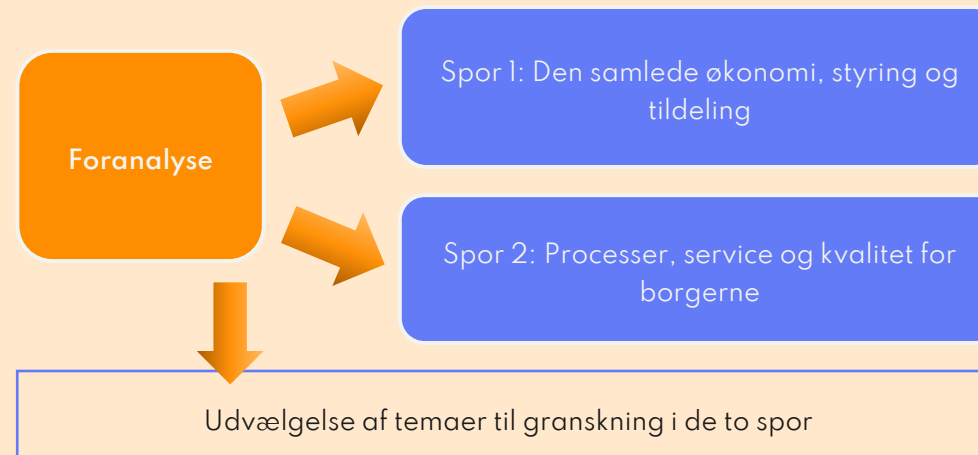 Foranalyse
Spor 1: Den samlede økonomi, styring og
tildeling
Spor 2: Processer, service og kvalitet for
borgerne
Udvælgelse af temaer til granskning i de to spor